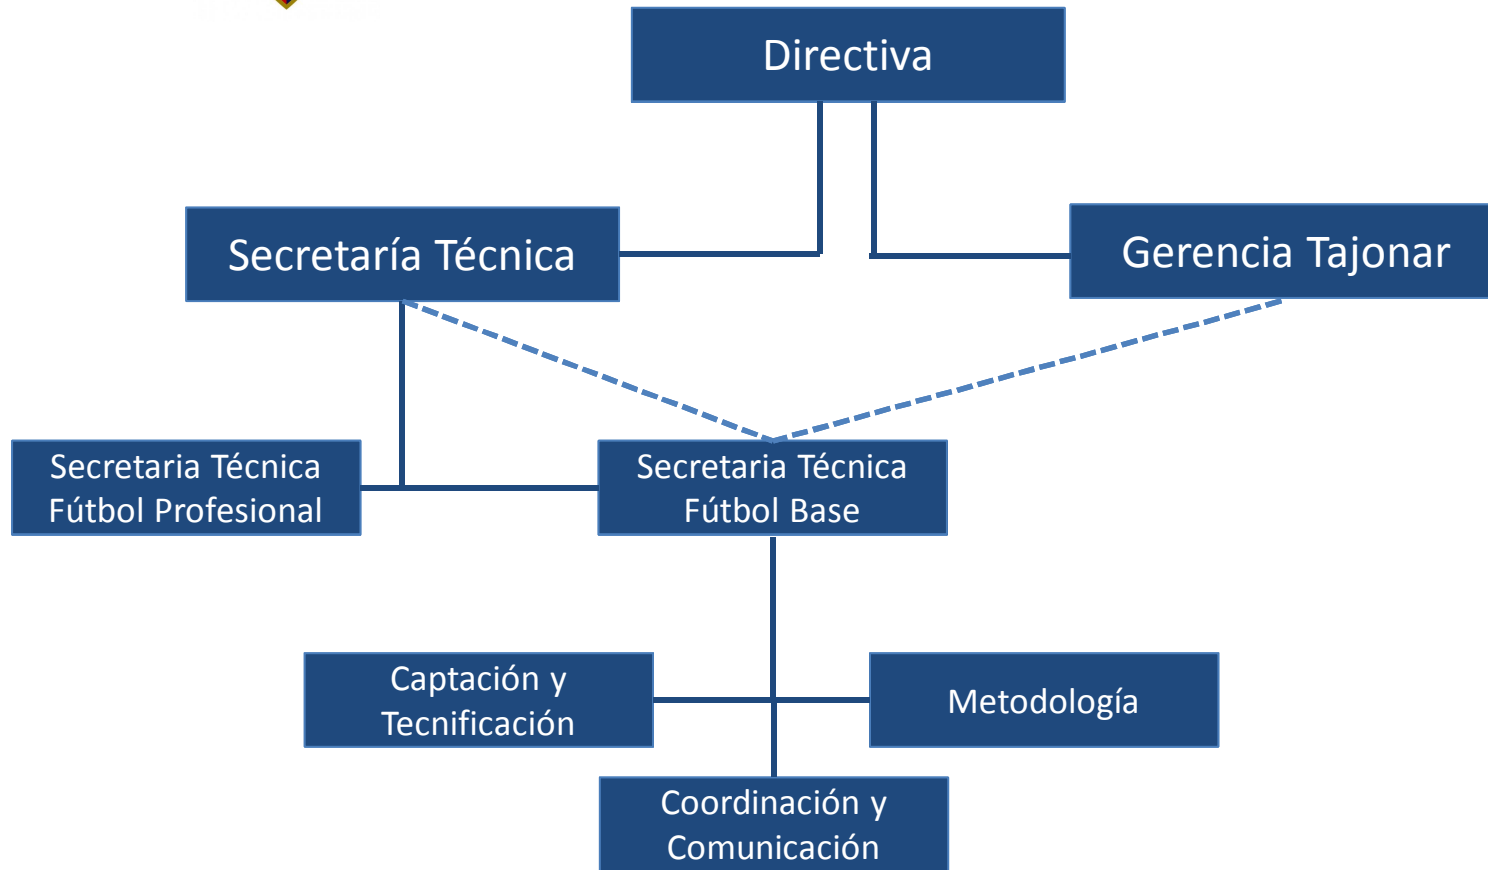 Directiva
Secretaría Técnica
Gerencia Tajonar
Secretaria Técnica
Fútbol Profesional
Secretaria Técnica
Fútbol Base
Captación y
Tecnificación
Metodología
Coordinación y
Comunicación